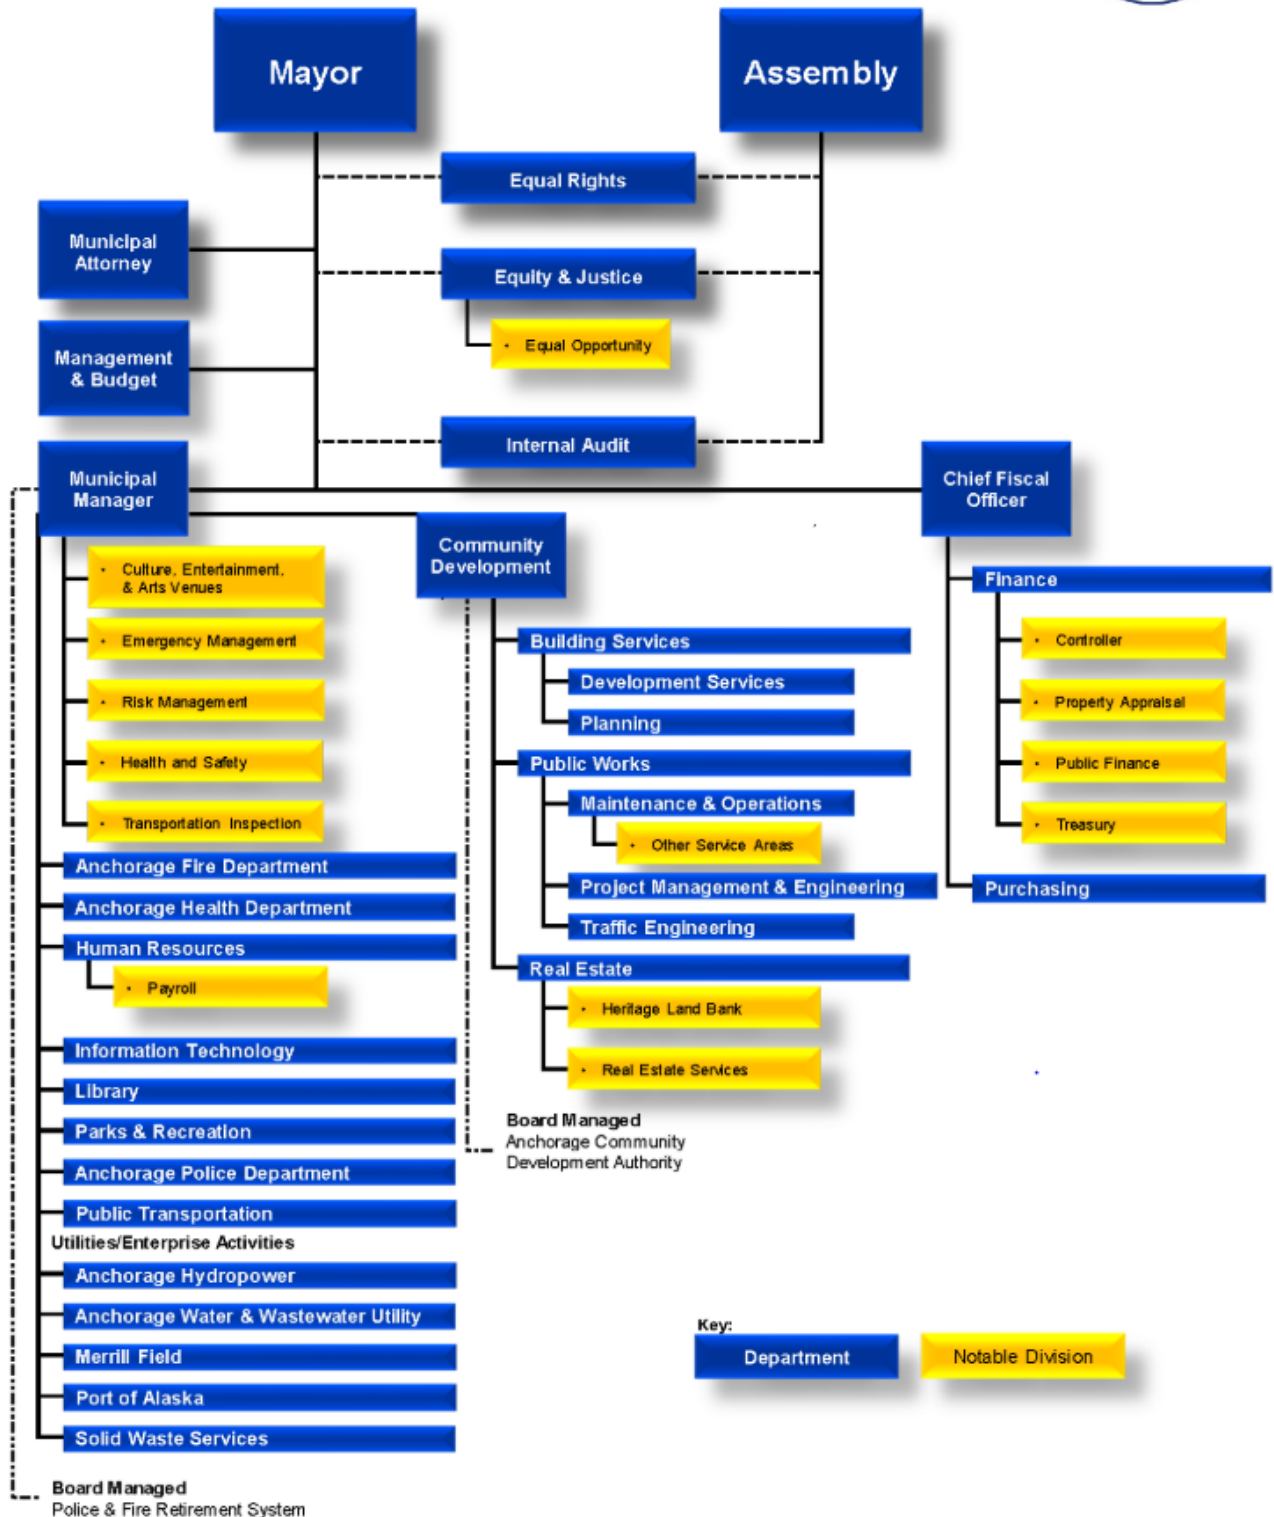 Mayor
Assembly
Equal Rights
Municipal
Attorney
Equity & Justice
• Equal Opportunity
Management
& Budget
Internal Audit
Municipal
Manager
Chief Fiscal
Officer
Community
Development
• Culture, Entertainment,
& Arts Venues
• Emergency Management
• Risk Management
• Health and Safety
• Transportation Inspection
Anchorage Fire Department
Anchorage Health Department
Human Resources
• Payroll
Information Technology
Library
Parks & Recreation
Anchorage Police Department
Public Transportation
Utilities/Enterprise Activities
Anchorage Hydropower
Anchorage Water & Wastewater Utility
Merrill Field
Port of Alaska
Solid Waste Services
Board Managed
Police & Fire Retirement System
Building Services
Development Services
Planning
Public Works
Maintenance & Operations
• Other Service Areas
Project Management & Engineering
Traffic Engineering
Real Estate
• Heritage Land Bank
• Real Estate Services
Board Managed
Anchorage Community
Development Authority
Finance
• Controller
• Property Appraisal
• Public Finance
• Treasury
Purchasing
Key:
Department
Notable Division